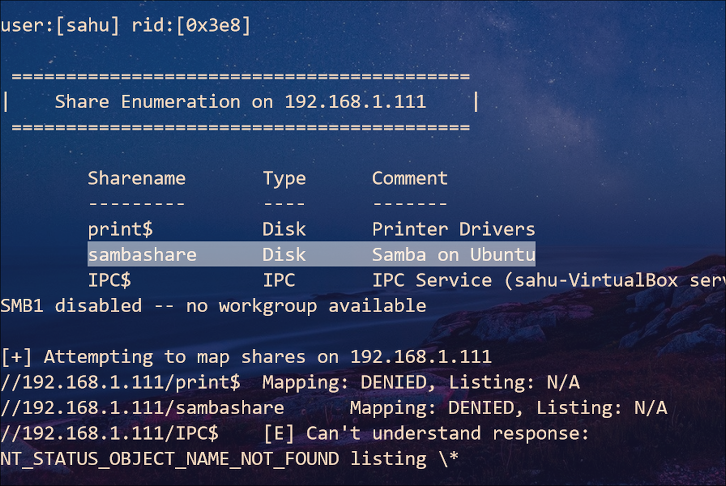 user:[sahu] rid:[0x3e8]
==========================================
|    Share Enumeration on 192.168.1.111    |
==========================================
Sharename       Type      Comment
---------       ----      -------
print$          Disk      Printer Drivers
sambashare      Disk      Samba on Ubuntu
IPC$            IPC       IPC Service (sahu-VirtualBox serv
SMB1 disabled -- no workgroup available
[+] Attempting to map shares on 192.168.1.111
//192.168.1.111/print$  Mapping: DENIED, Listing: N/A
//192.168.1.111/sambashare      Mapping: DENIED, Listing: N/A
//192.168.1.111/IPC$    [E] Can't understand response:
NT_STATUS_OBJECT_NAME_NOT_FOUND listing \*